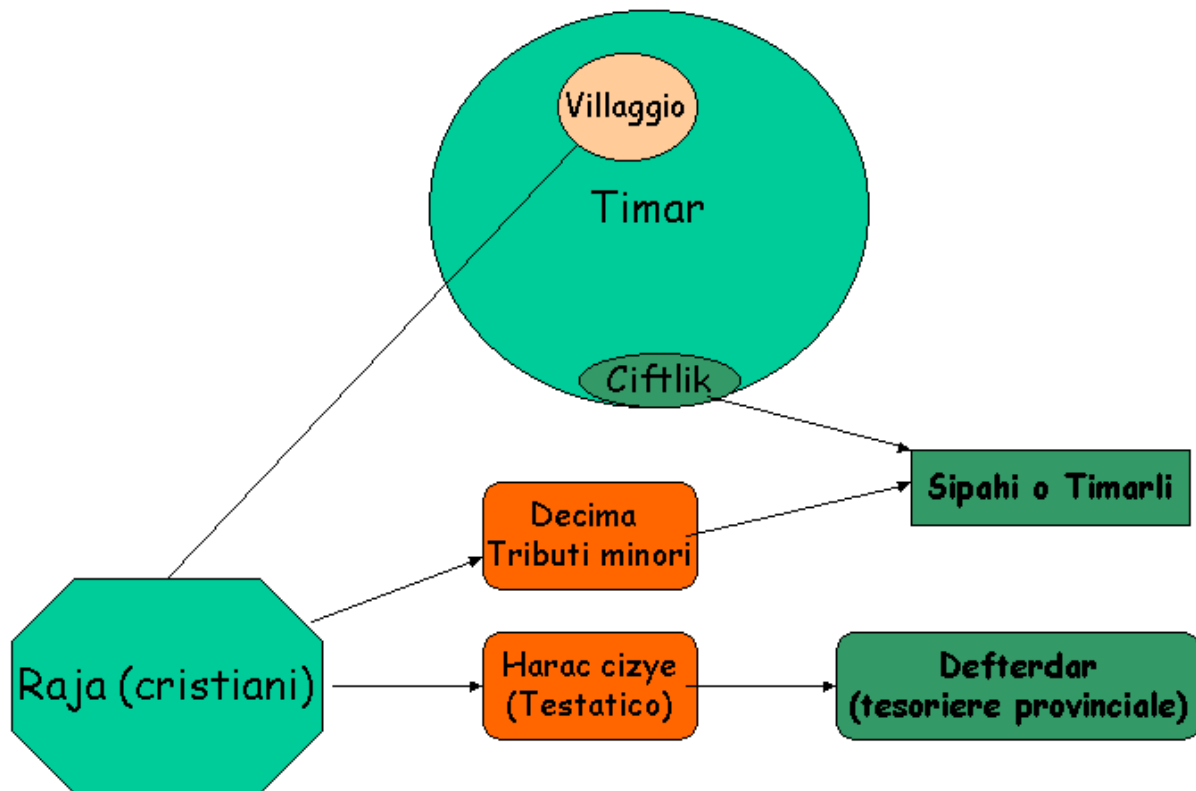 Villaggio
Timar
Ciftlik
Sipahi o Timarli
Decima
Tributi minori
Raja (cristiani)
Harac cizye
(Testatico)
Defterdar
(tesoriere provinciale)